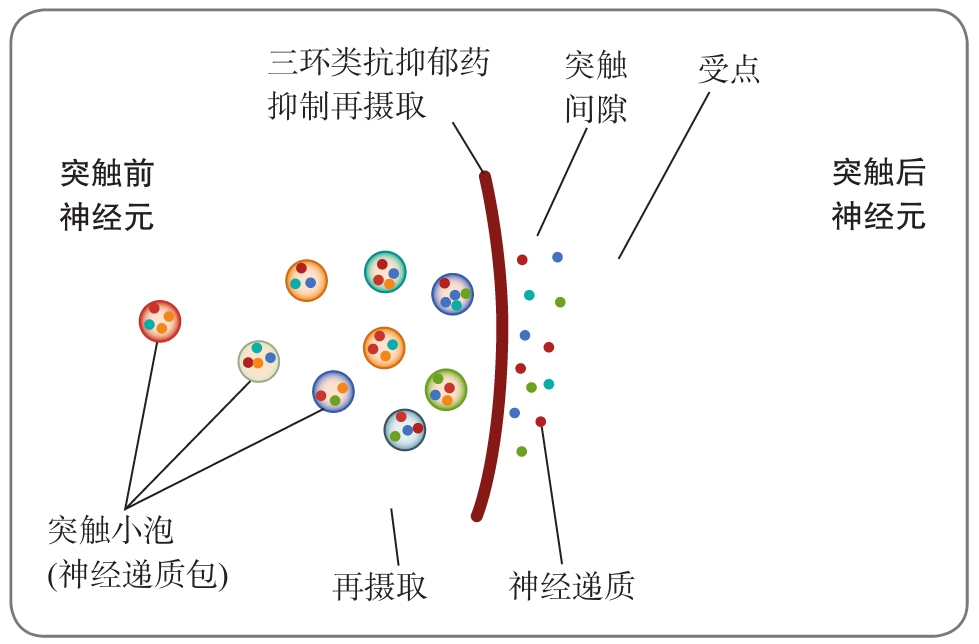 三环类抗抑郁药
抑制再摄取
突触
间隙
受点
突触前
神经元
突触后
神经元
突触小泡
(神经递质包)
再摄取
神经递质